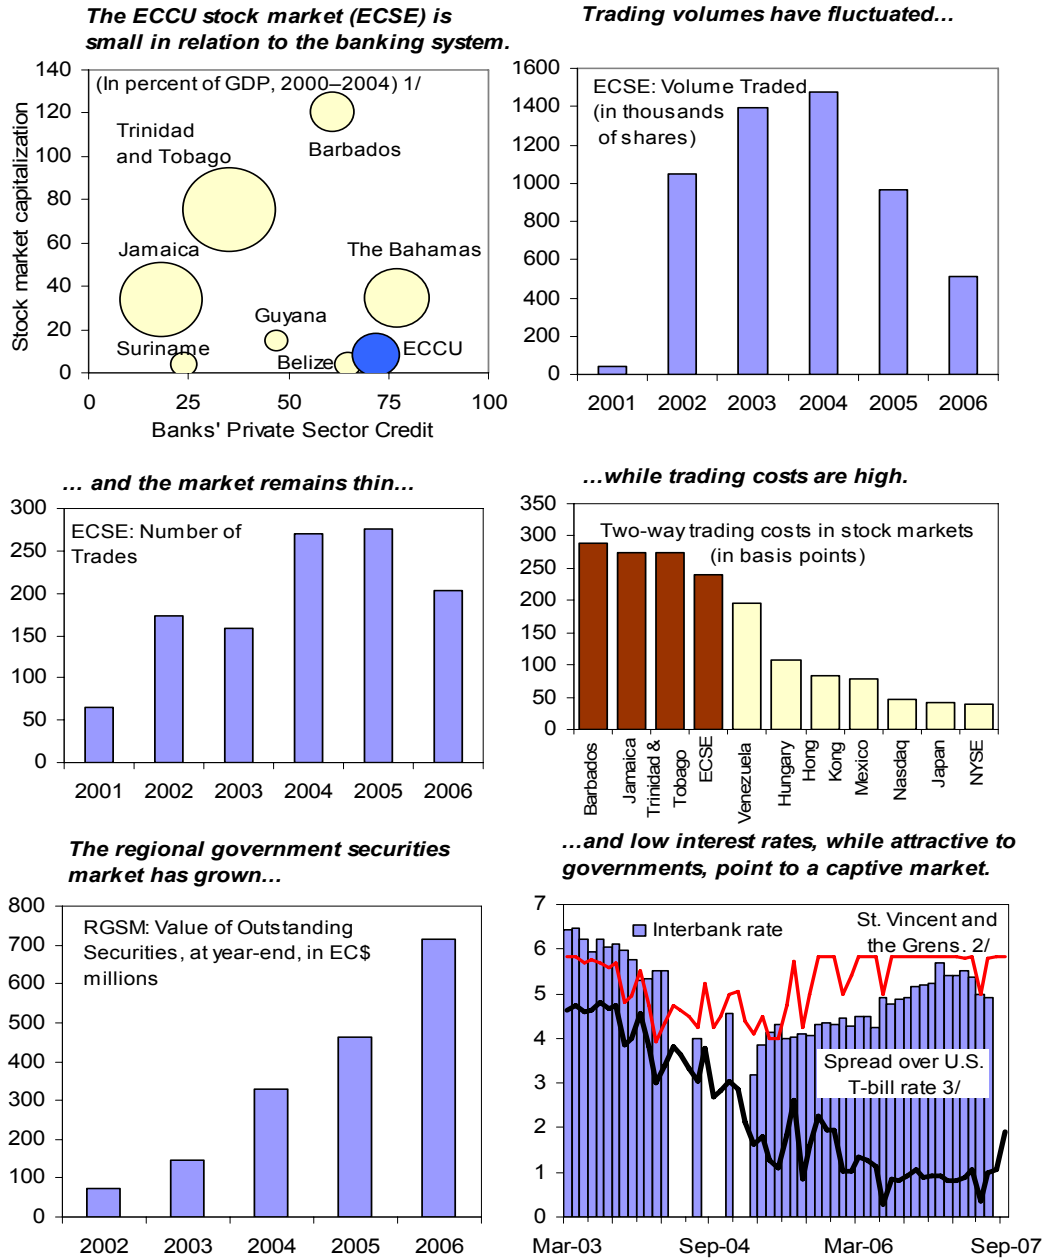 The ECCU stock market (ECSE) is
small in relation to the banking system.
140
120
100
80
60
40
20
0
Stock market capitalization
(In percent of GDP, 2000–2004) 1/
Trinidad
and Tobago
Barbados
Jamaica
The Bahamas
Guyana
Suriname
Belize
ECCU
0 25 50 75 100
Banks' Private Sector Credit
Trading volumes have fluctuated…
1600
1400
1200
1000
800
600
400
200
0
ECSE: Volume Traded
(in thousands
of shares)
2001 2002 2003 2004 2005 2006
… and the market remains thin…
300
250
200
150
100
50
0
ECSE: Number of
Trades
2001 2002 2003 2004 2005 2006
…while trading costs are high.
350
300
250
200
150
100
50
0
Two-way trading costs in stock markets
(in basis points)
Barbados
Jamaica
Trinidad &
Tobago
ECSE
Venezuela
Hungary
Hong
Kong
Mexico
Nasdaq
Japan
NYSE
The regional government securities
market has grown…
800
700
600
500
400
300
200
100
0
RGSM: Value of Outstanding
Securities, at year-end, in EC$
millions
2002 2003 2004 2005 2006
…and low interest rates, while attractive to
governments, point to a captive market.
7
6
5
4
3
2
1
0
Interbank rate
St. Vincent and
the Grens. 2/
Spread over U.S.
T-bill rate 3/
Mar-03 Sep-04 Mar-06 Sep-07